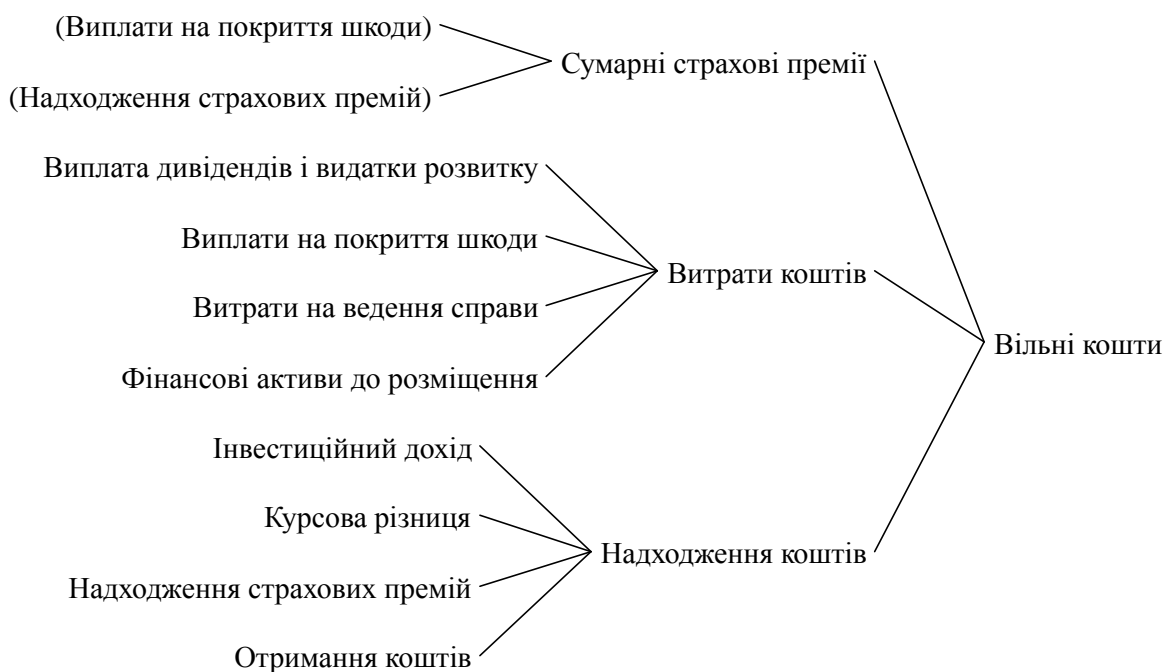 (Виплати на покриття шкоди)
Сумарні страхові премії
(Надходження страхових премій)
Виплата дивідендів і видатки розвитку
Виплати на покриття шкоди
Витрати коштів
Витрати на ведення справи
Вільні кошти
Фінансові активи до розміщення
Інвестиційний дохід
Курсова різниця
Надходження коштів
Надходження страхових премій
Отримання коштів